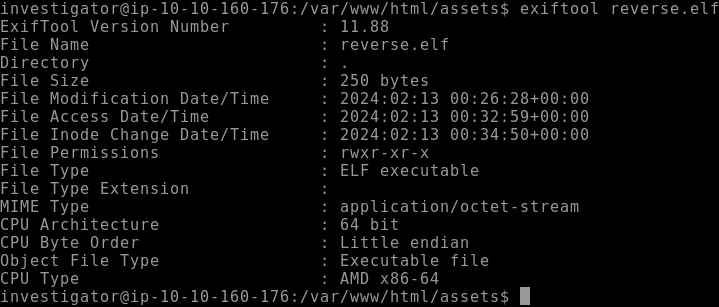 investigator@ip-10-10-160-176:/var/www/html/assets$ exiftool reverse.elf
ExifTool Version Number         : 11.88
File Name                       : reverse.elf
Directory                       : .
File Size                       : 250 bytes
File Modification Date/Time     : 2024:02:13 00:26:28+00:00
File Access Date/Time           : 2024:02:13 00:32:59+00:00
File Inode Change Date/Time     : 2024:02:13 00:34:50+00:00
File Permissions                : rwxr-xr-x
File Type                       : ELF executable
File Type Extension             :
MIME Type                       : application/octet-stream
CPU Architecture                : 64 bit
CPU Byte Order                  : Little endian
Object File Type                : Executable file
CPU Type                        : AMD x86-64
investigator@ip-10-10-160-176:/var/www/html/assets$